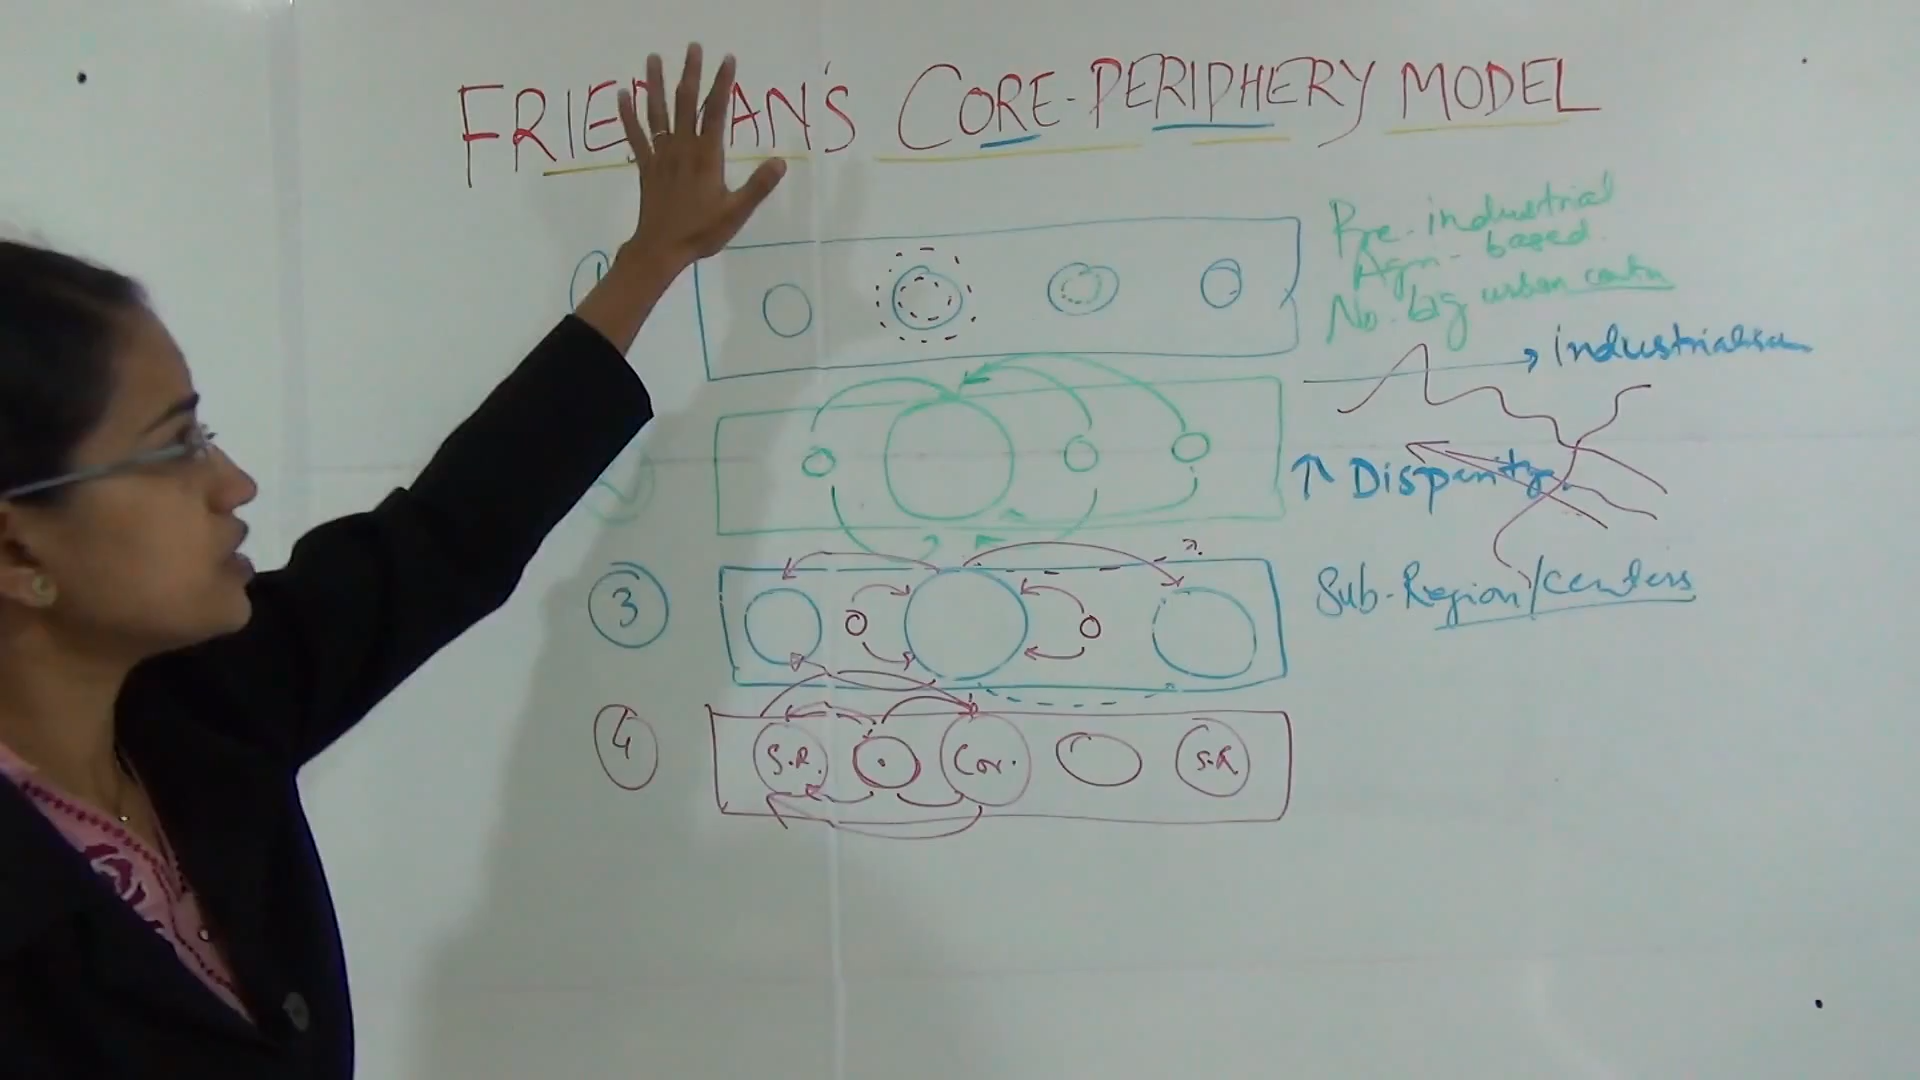 FRIEDMAN'S CORE-PERIPHERY MODEL
1
Pre-industrial
Agri-based
No. big urban
→ industrialisa
↑ Disparity
3
Sub-Region/Centers
4
S.R. Cor. S.R